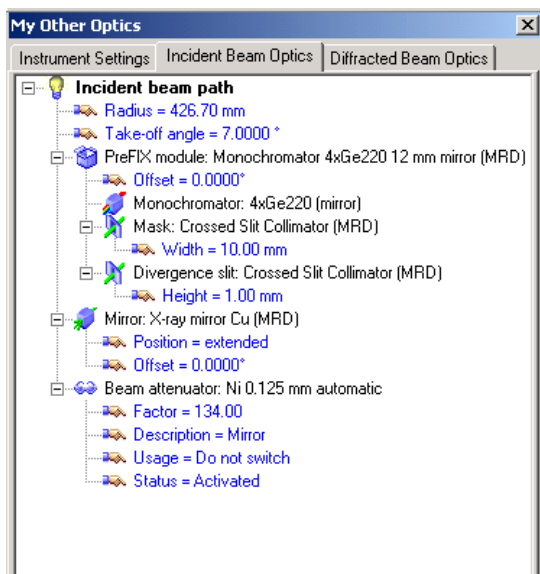 My Other Optics
Instrument Settings Incident Beam Optics Diffracted Beam Optics
Incident beam path
Radius = 426.70 mm
Take-off angle = 7.0000 °
PreFIX module: Monochromator 4xGe220 12 mm mirror (MRD)
Offset = 0.0000°
Monochromator: 4xGe220 (mirror)
Mask: Crossed Slit Collimator (MRD)
Width = 10.00 mm
Divergence slit: Crossed Slit Collimator (MRD)
Height = 1.00 mm
Mirror: X-ray mirror Cu (MRD)
Position = extended
Offset = 0.0000°
Beam attenuator: Ni 0.125 mm automatic
Factor = 134.00
Description = Mirror
Usage = Do not switch
Status = Activated